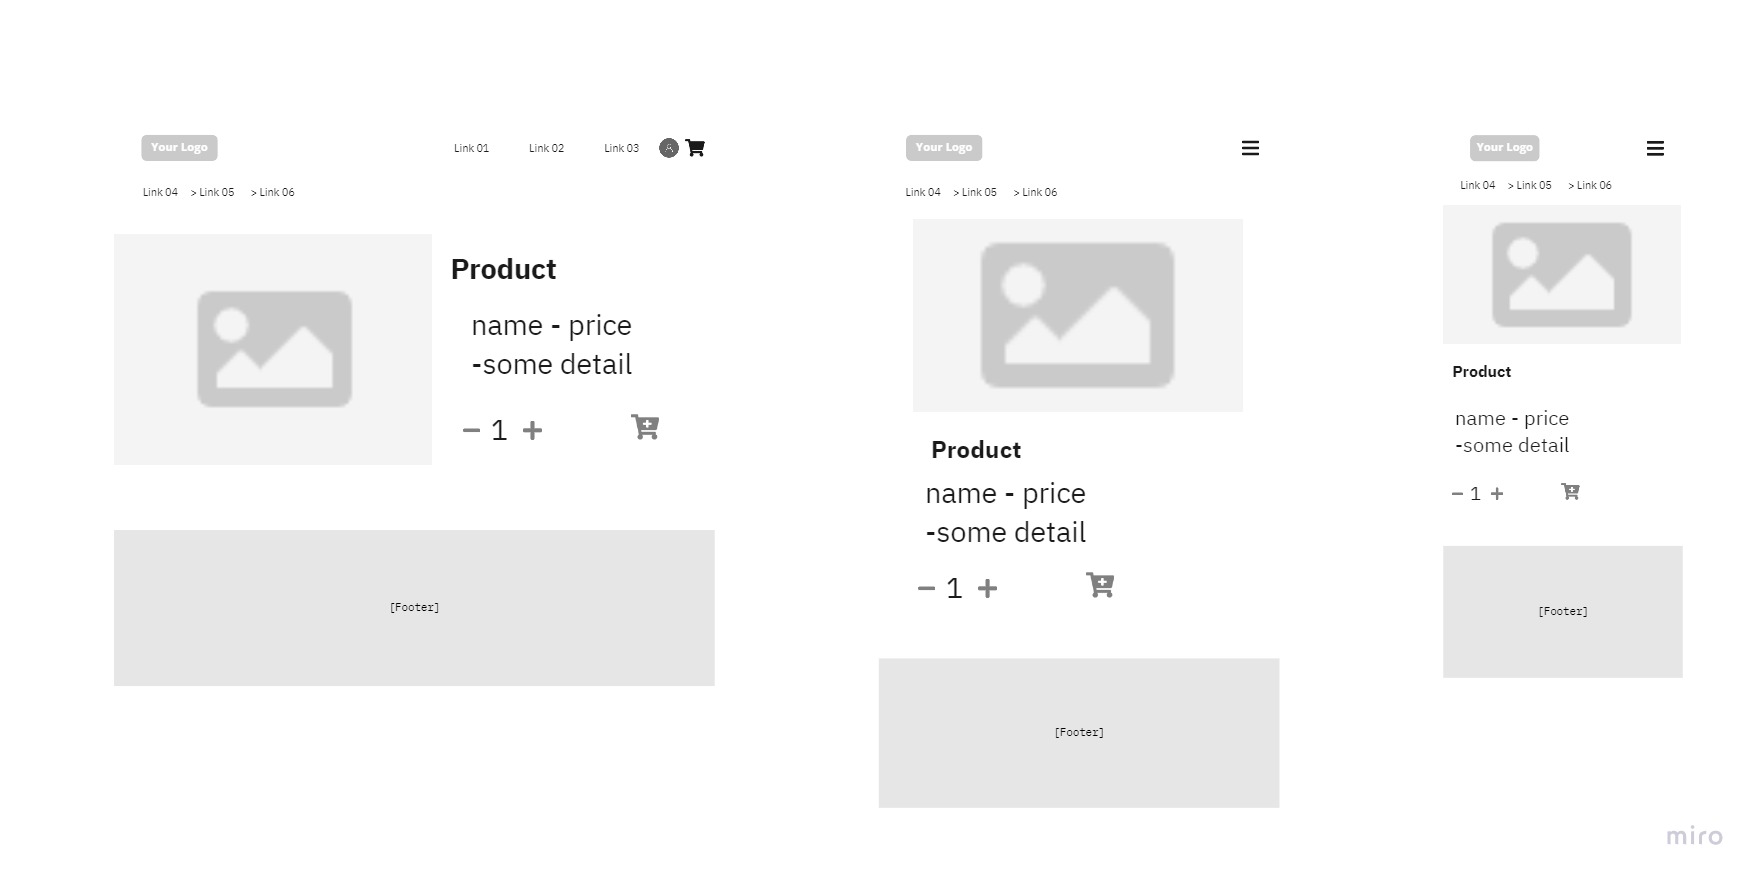 Your Logo
Link 01
Link 02
Link 03
Link 04 > Link 05 > Link 06
Product
name - price
-some detail
1
[Footer]
Your Logo
Link 04 > Link 05 > Link 06
Product
name - price
-some detail
1
[Footer]
Your Logo
Link 04 > Link 05 > Link 06
Product
name - price
-some detail
1
[Footer]
miro